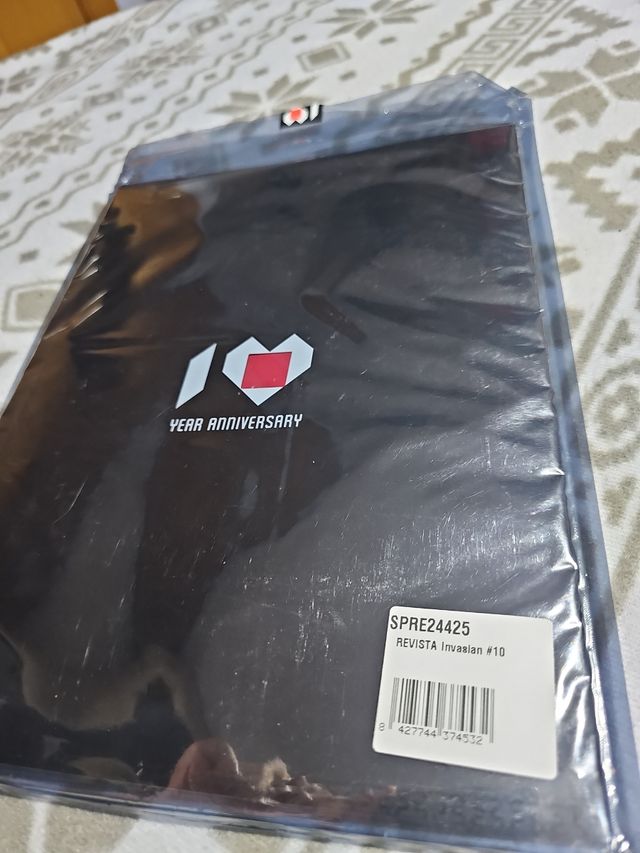 10
YEAR ANNIVERSARY
SPRE24425
REVISTA Invasian #10
8 427744 374532